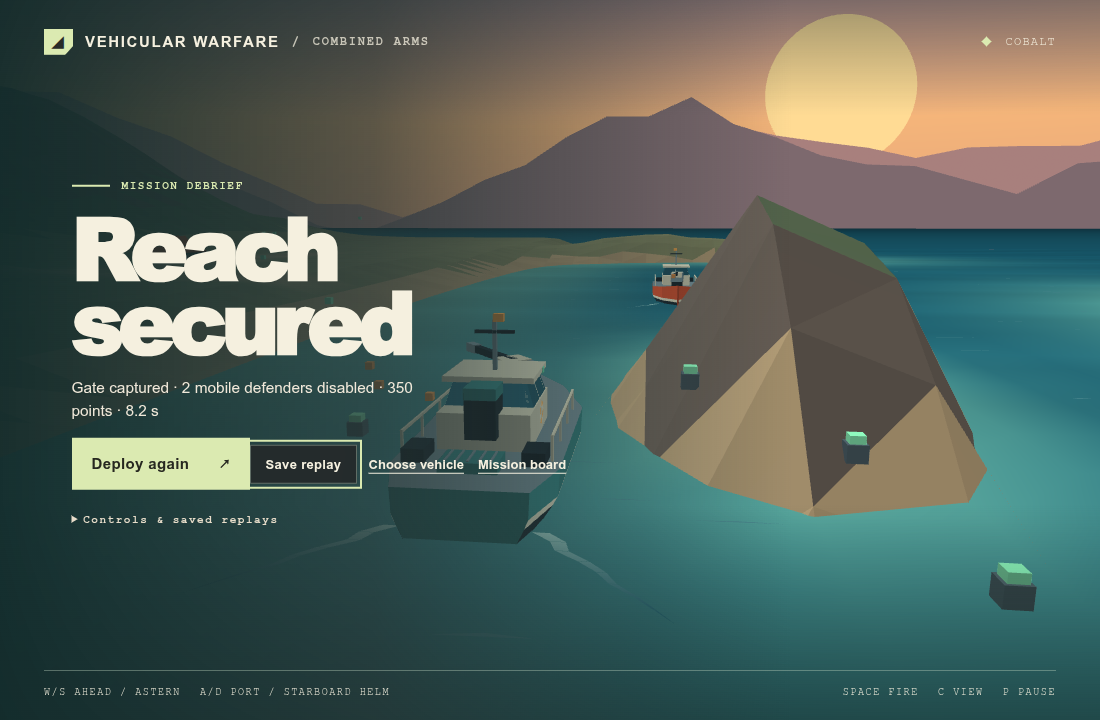 VEHICULAR WARFARE / COMBINED ARMS
COBALT
MISSION DEBRIEF
Reach
secured
Gate captured · 2 mobile defenders disabled · 350
points · 8.2 s
Deploy again ↗ Save replay Choose vehicle Mission board
Controls & saved replays
W/S AHEAD / ASTERN A/D PORT / STARBOARD HELM
SPACE FIRE C VIEW P PAUSE